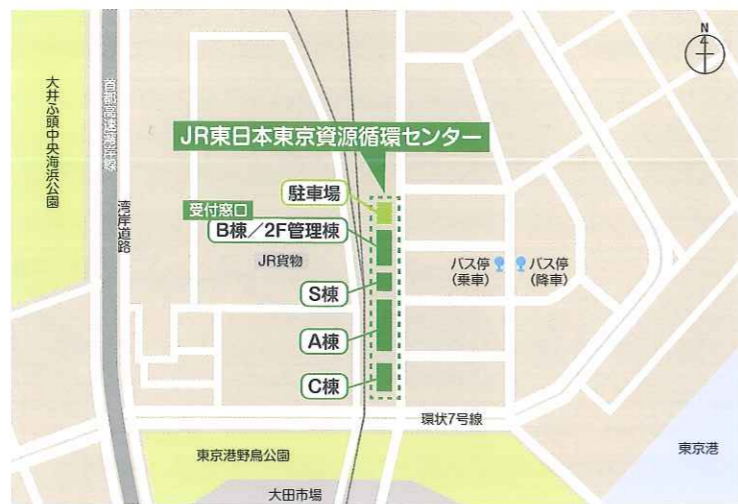 N
大井ふ頭中央海浜公園
首都高速湾岸線
湾岸道路
JR東日本東京資源循環センター
駐車場
受付窓口
B棟／2F管理棟
JR貨物
S棟
A棟
C棟
バス停
(乗車)
バス停
(降車)
環状7号線
東京港野鳥公園
大田市場
東京港